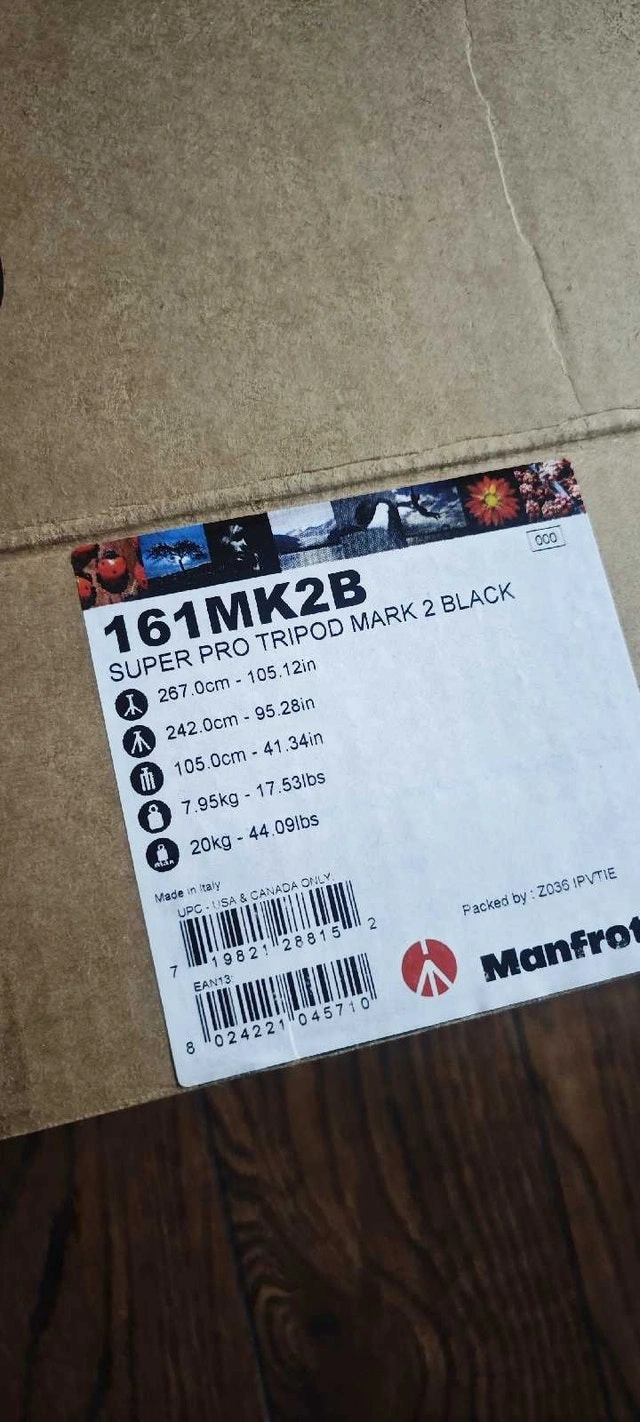 000
161MK2B
SUPER PRO TRIPOD MARK 2 BLACK
267.0cm - 105.12in
242.0cm - 95.28in
105.0cm - 41.34in
7.95kg - 17.53lbs
20kg - 44.09lbs
Made in Italy
UPC - USA & CANADA ONLY.
7 19821 28815 2
EAN13:
8 024221 045710
Packed by : Z036 IPVTIE
Manfrot